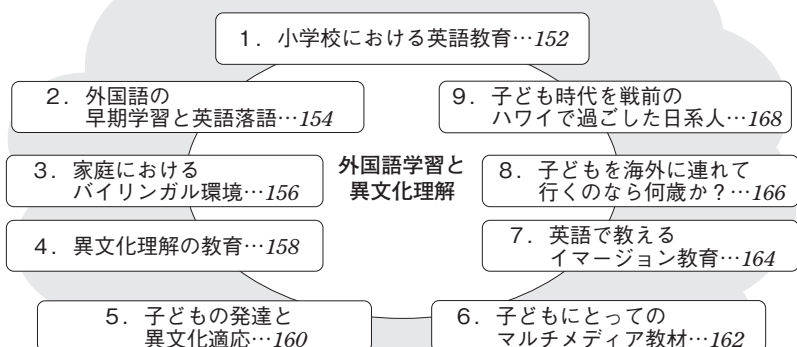 1．小学校における英語教育…152
2．外国語の
早期学習と英語落語…154
3．家庭における
バイリンガル環境…156
4．異文化理解の教育…158
5．子どもの発達と
異文化適応…160
6．子どもにとっての
マルチメディア教材…162
7．英語で教える
イマージョン教育…164
8．子どもを海外に連れて
行くのなら何歳か？…166
9．子ども時代を戦前の
ハワイで過ごした日系人…168
外国語学習と
異文化理解